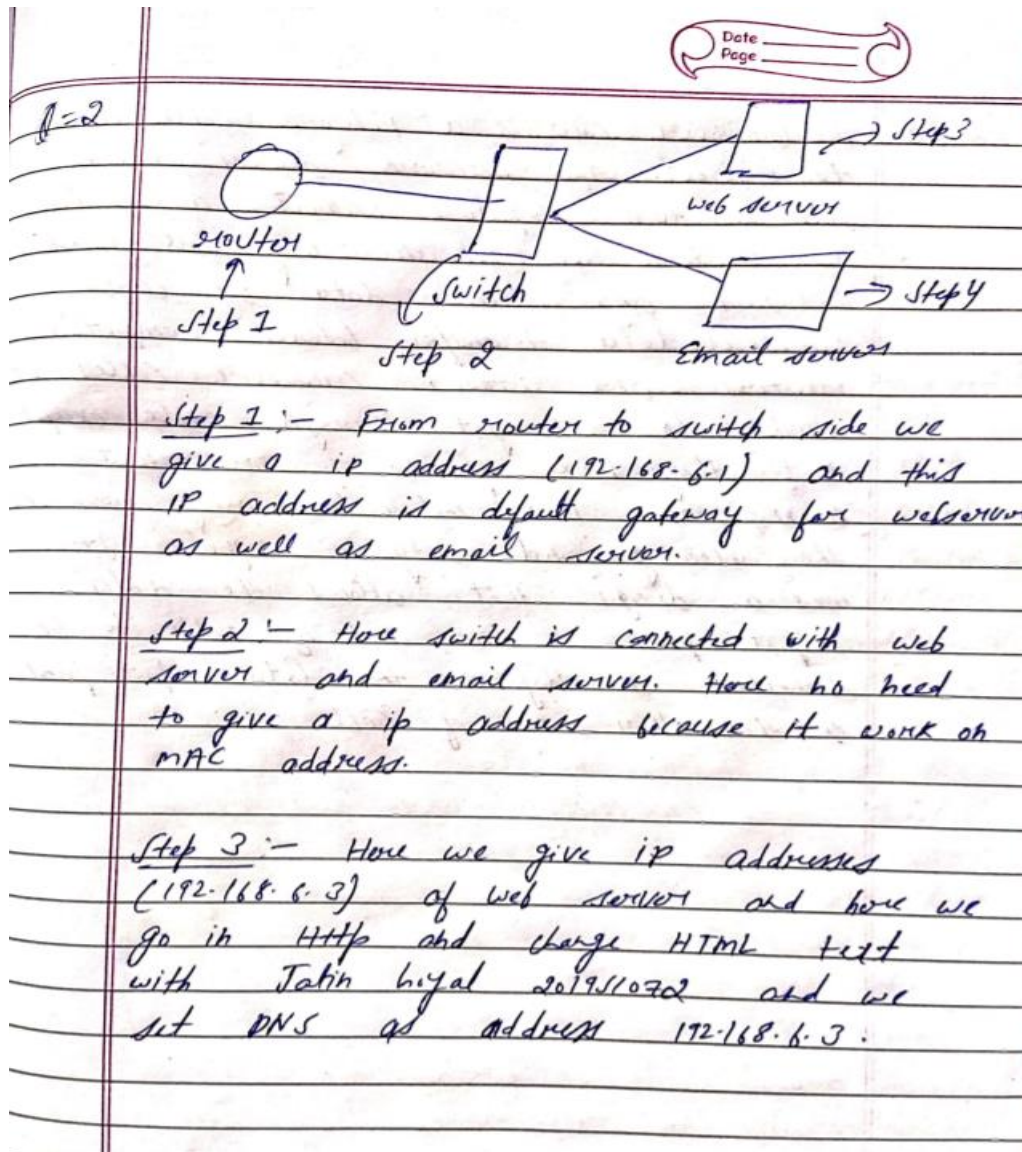 Date
Page
=2
Step 3
web server
router
Switch
Step 4
Step 1
Step 2
Email server
Step 1 :- From router to switch side we
give a ip address (192.168.6.1) and this
IP address is default gateway for webserver
as well as email server.
Step 2 :- Here switch is connected with web
server and email server. Here no need
to give a ip address because it work on
MAC address.
Step 3 :- Here we give ip addresses
(192.168.6.3) of web server and here we
go in Http and change HTML text
with Jatin and we
set DNS as address 192.168.6.3.